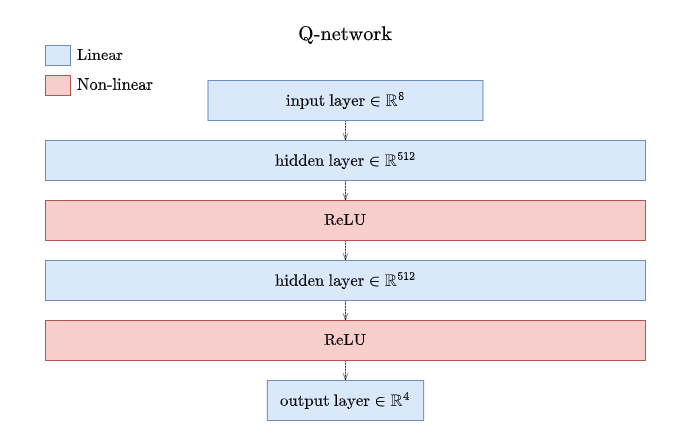 Q-network
Linear
Non-linear
input layer ∈ ℝ⁸
hidden layer ∈ ℝ⁵¹²
ReLU
hidden layer ∈ ℝ⁵¹²
ReLU
output layer ∈ ℝ⁴